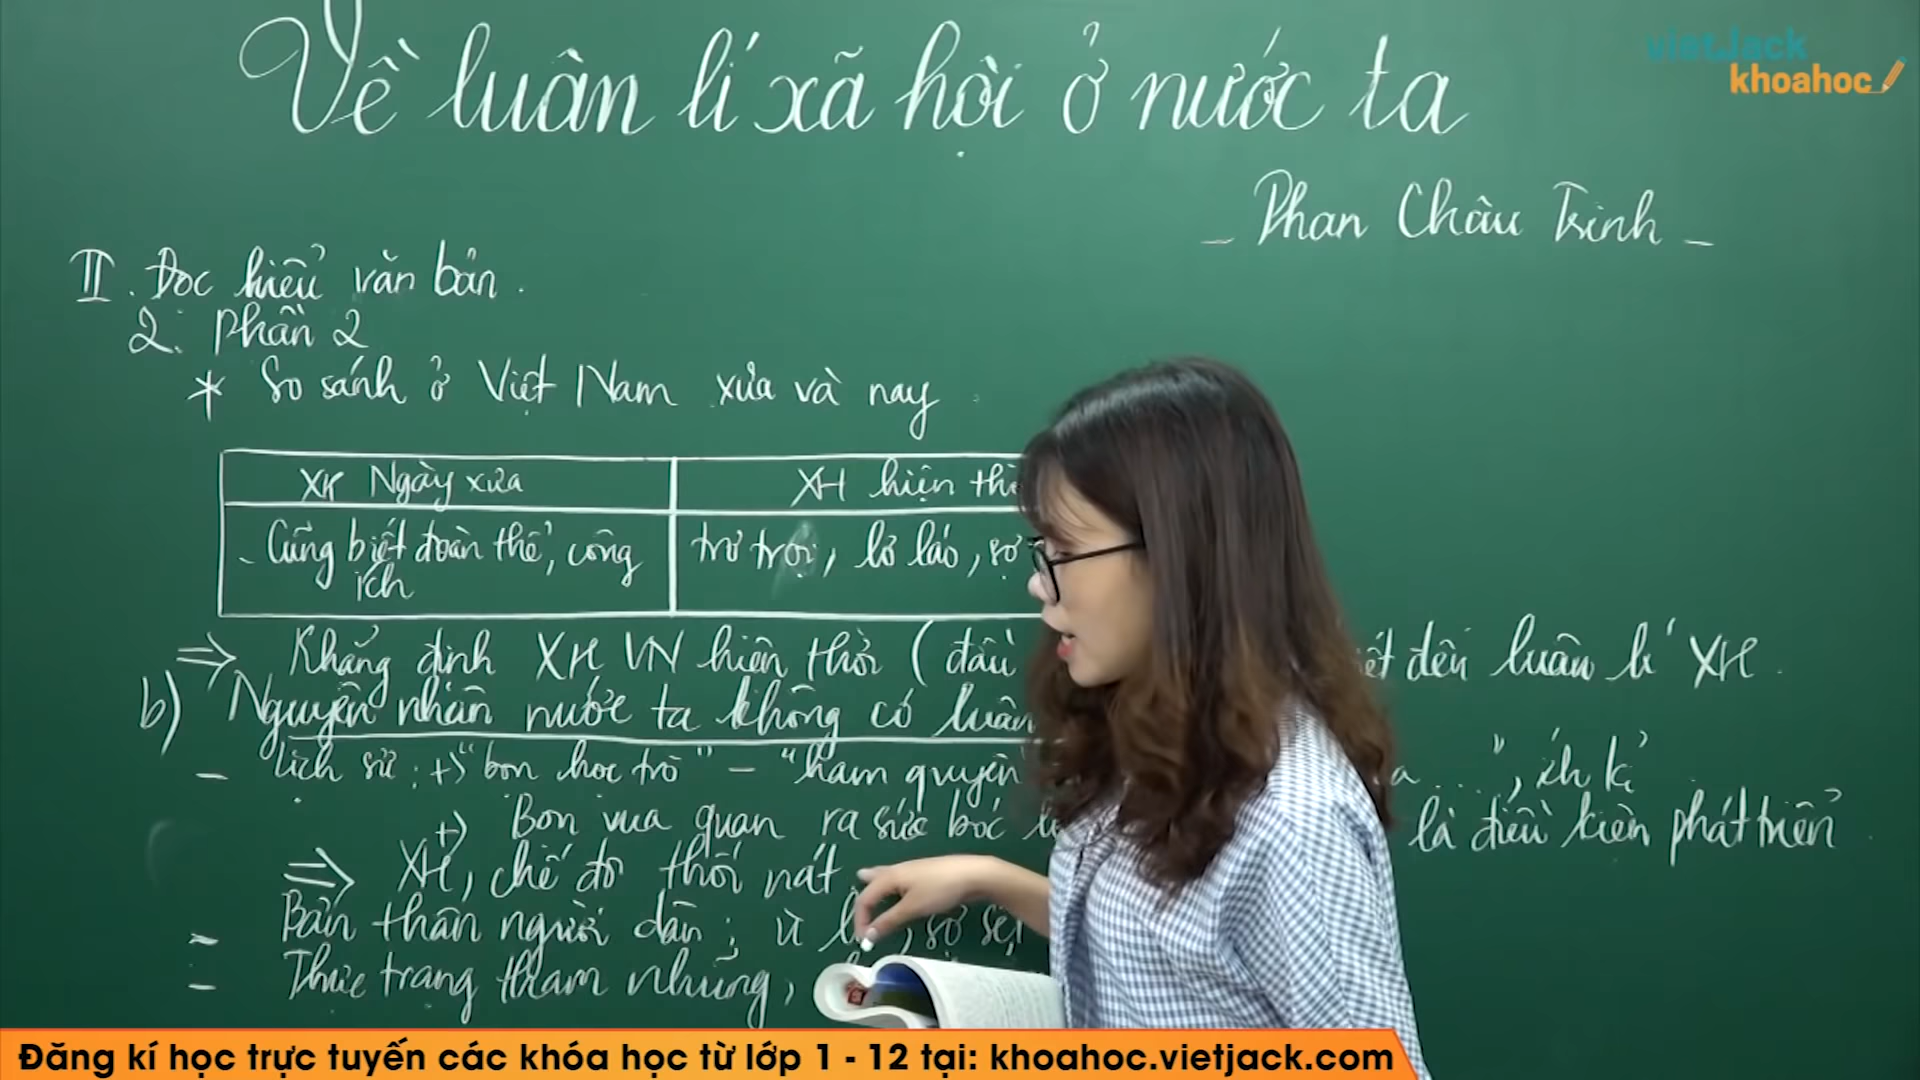 Về luân lí xã hội ở nước ta
vietJack
khoahoc
- Phan Châu Trinh -
II. Đọc hiểu văn bản.
2. Phần 2
* So sánh ở Việt Nam xưa và nay
XH Ngày xưa
XH hiện thờ
- Cũng biết đoàn thể, công ích
trơ trọi, lơ láo, sợ
=> Khẳng định XH VN hiện thời (đầu ết đến luân lí XH.
b) Nguyên nhân nước ta không có luân
- Lịch sử: +) "bọn học trò" - "ham quyền a....", ích kỉ
+) Bọn vua quan ra sức bóc l là điều kiện phát triển
=> XH, chế độ thối nát
- Bản thân người dân: ù l, sợ sệt
- Thực trạng tham nhũng,
Đăng kí học trực tuyến các khóa học từ lớp 1 - 12 tại: khoahoc.vietjack.com